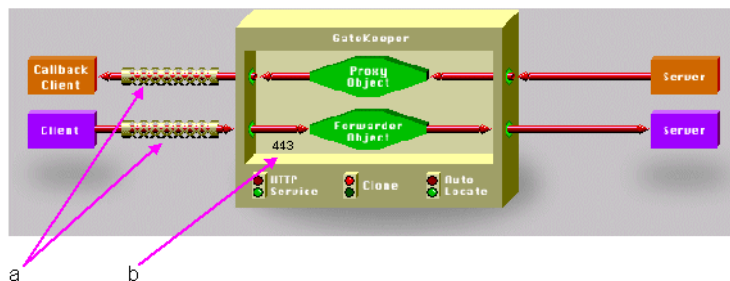 GateKeeper
Callback
Client
Proxy
Object
Server
Client
Forwarder
Object
Server
443
HTTP
Service
Clone
Auto
Locate
a
b